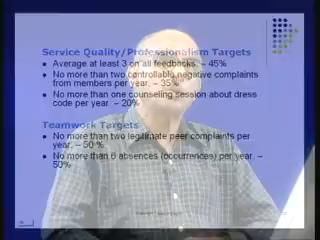 Service Quality/Professionalism Targets
Average at least 3 on all feedbacks. – 45%
No more than two controllable negative complaints
from members per year. – 35%
No more than one counseling session about dress
code per year. – 20%
Teamwork Targets
No more than two legitimate peer complaints per
year. – 50 %
No more than 6 absences (occurrences) per year. –
50%